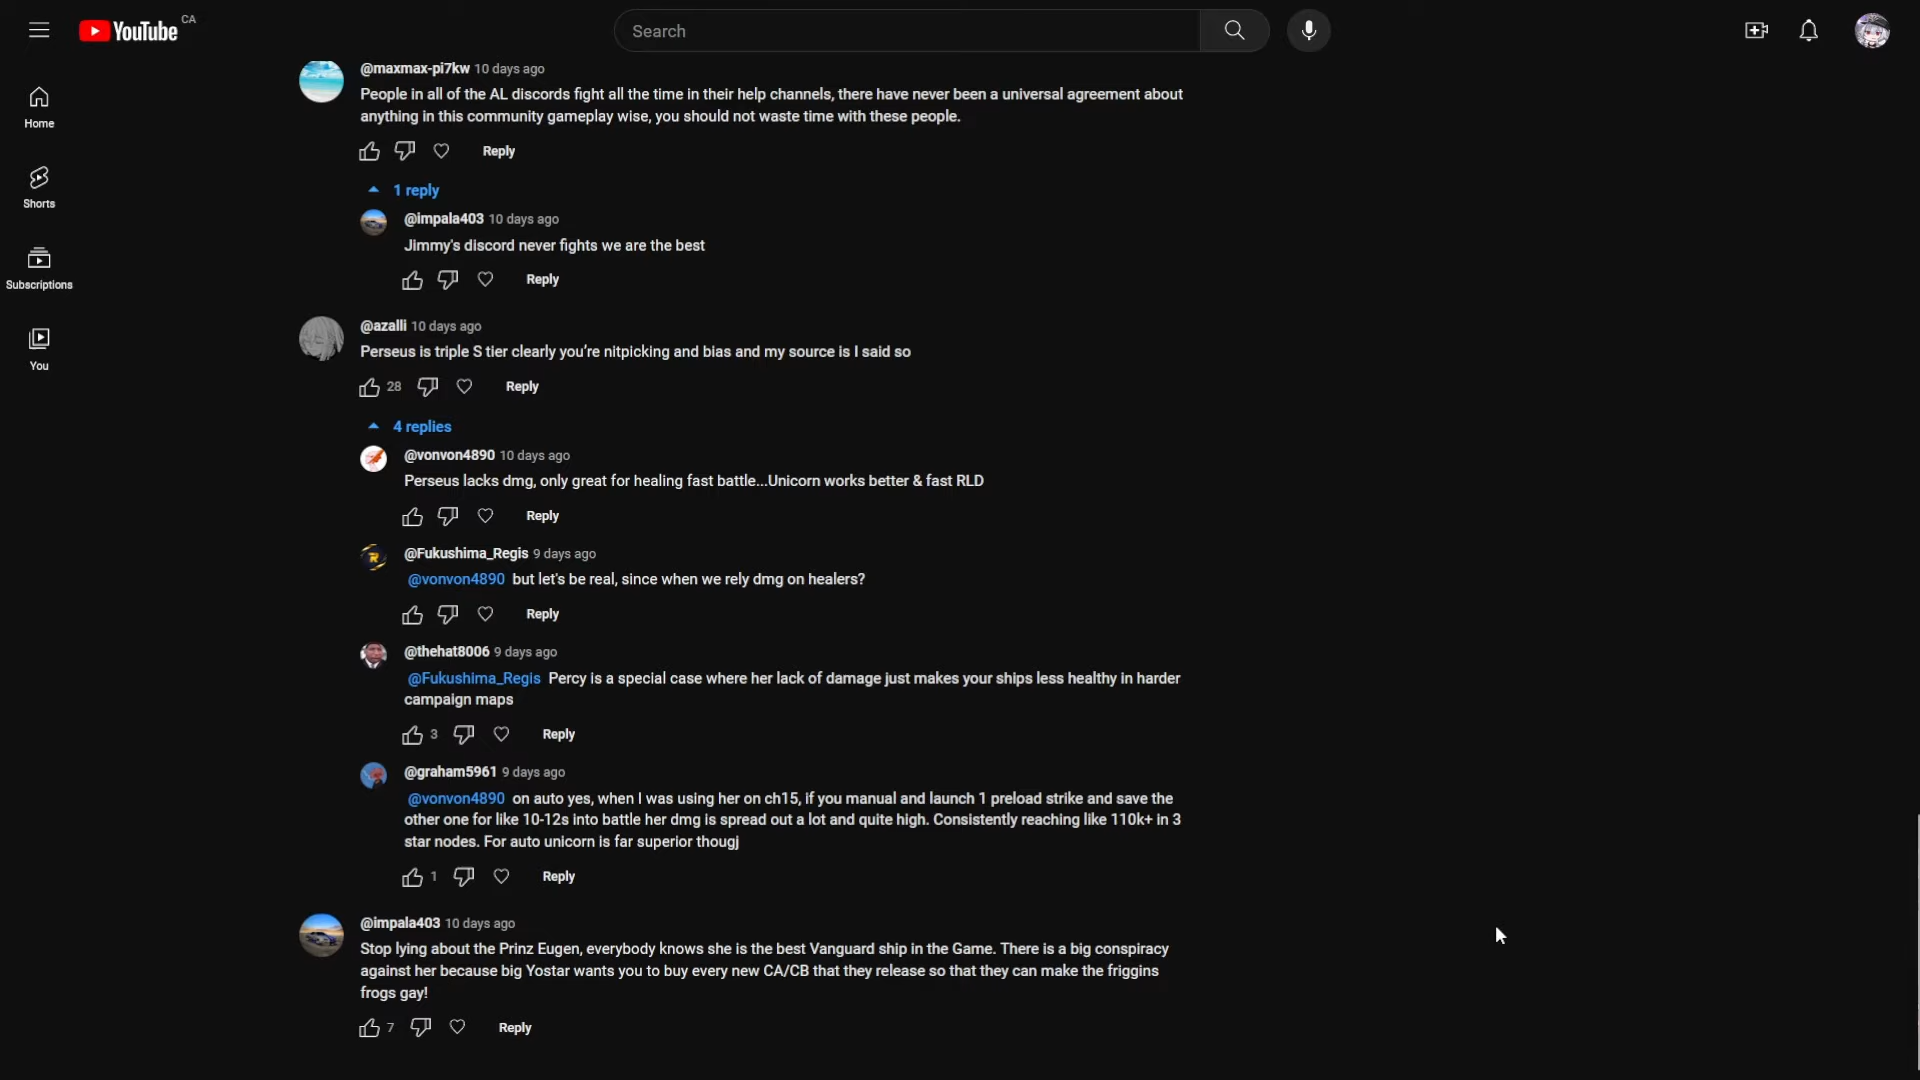 YouTube CA
Search
Home
Shorts
Subscriptions
You
@maxmax-pi7kw 10 days ago
People in all of the AL discords fight all the time in their help channels, there have never been a universal agreement about
anything in this community gameplay wise, you should not waste time with these people.
Reply
1 reply
@impala403 10 days ago
Jimmy's discord never fights we are the best
Reply
@azalli 10 days ago
Perseus is triple S tier clearly you're nitpicking and bias and my source is I said so
28 Reply
4 replies
@vonvon4890 10 days ago
Perseus lacks dmg, only great for healing fast battle...Unicorn works better & fast RLD
Reply
@Fukushima_Regis 9 days ago
@vonvon4890 but let's be real, since when we rely dmg on healers?
Reply
@thehat8006 9 days ago
@Fukushima_Regis Percy is a special case where her lack of damage just makes your ships less healthy in harder
campaign maps
3 Reply
@graham5961 9 days ago
@vonvon4890 on auto yes, when I was using her on ch15, if you manual and launch 1 preload strike and save the
other one for like 10-12s into battle her dmg is spread out a lot and quite high. Consistently reaching like 110k+ in 3
star nodes. For auto unicorn is far superior thougj
1 Reply
@impala403 10 days ago
Stop lying about the Prinz Eugen, everybody knows she is the best Vanguard ship in the Game. There is a big conspiracy
against her because big Yostar wants you to buy every new CA/CB that they release so that they can make the friggins
frogs gay!
7 Reply